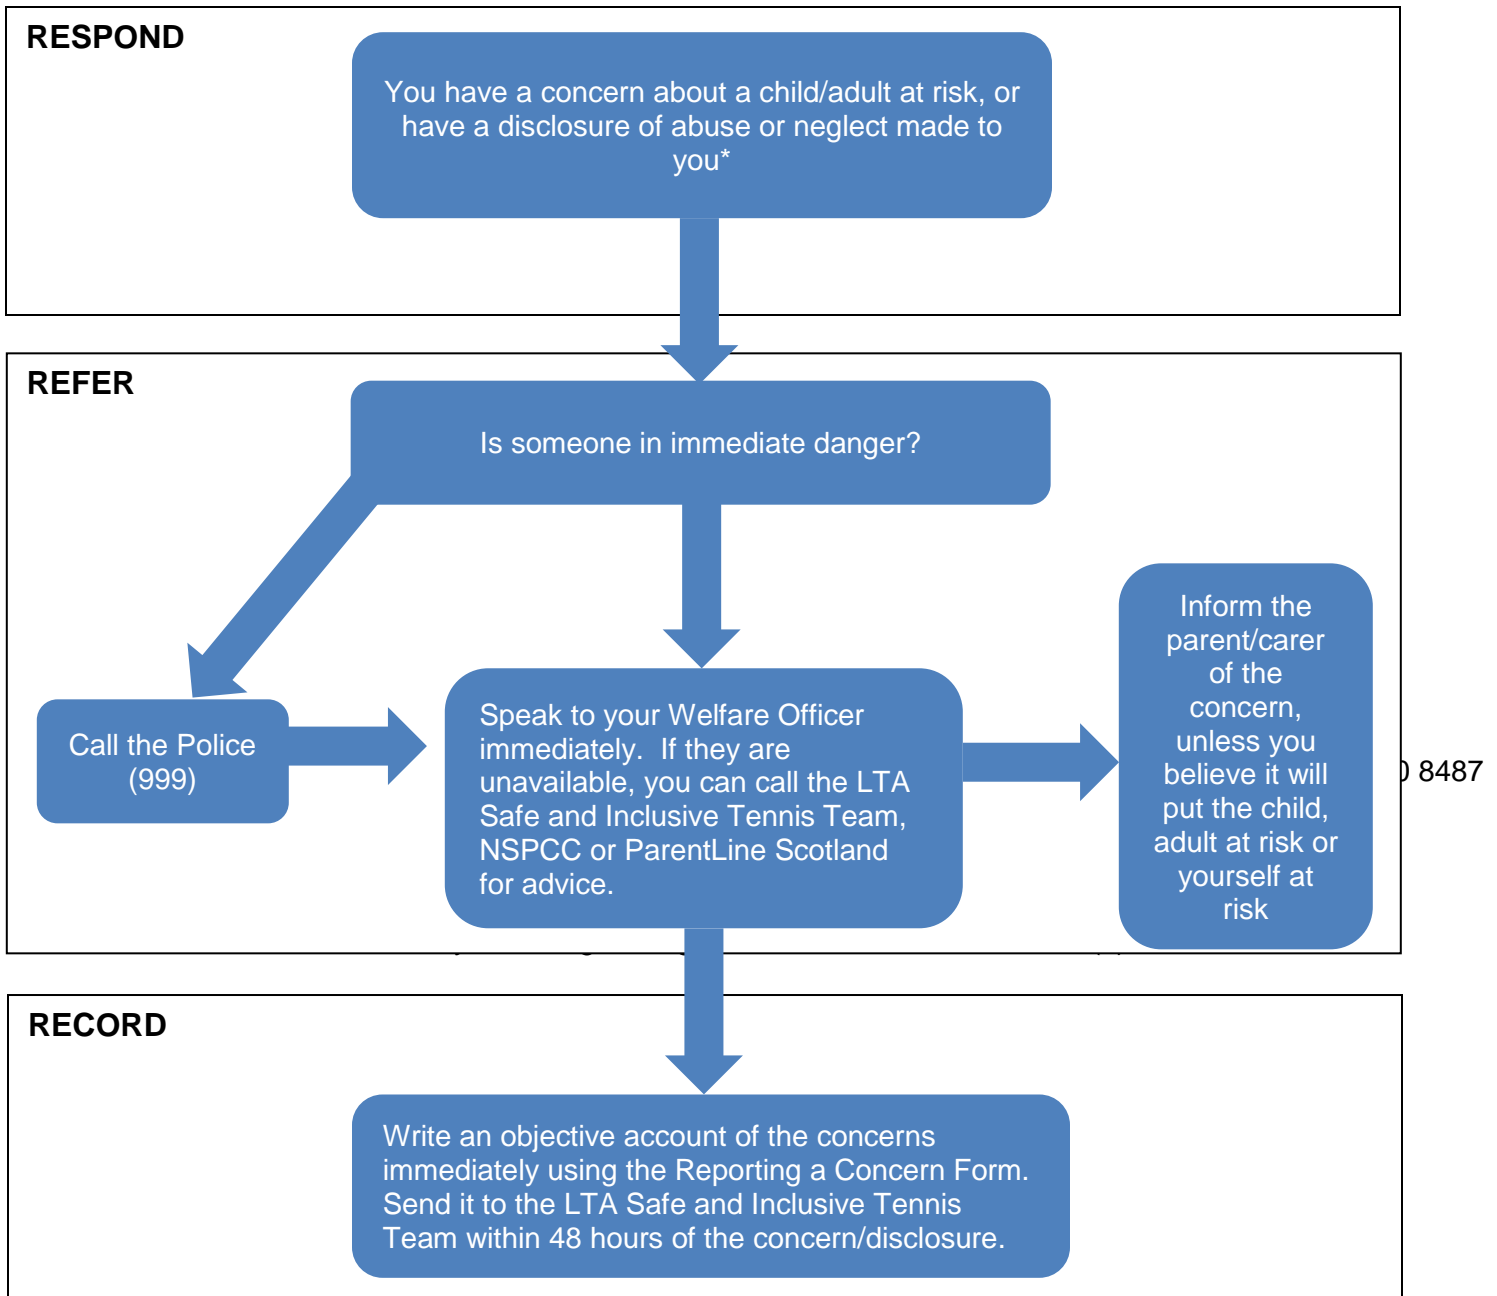 RESPOND
You have a concern about a child/adult at risk, or
have a disclosure of abuse or neglect made to
you*
REFER
Is someone in immediate danger?
Call the Police
(999)
Speak to your Welfare Officer
immediately.  If they are
unavailable, you can call the LTA
Safe and Inclusive Tennis Team,
NSPCC or ParentLine Scotland
for advice.
Inform the
parent/carer
of the
concern,
unless you
believe it will
put the child,
adult at risk or
yourself at
risk
8487
RECORD
Write an objective account of the concerns
immediately using the Reporting a Concern Form.
Send it to the LTA Safe and Inclusive Tennis
Team within 48 hours of the concern/disclosure.